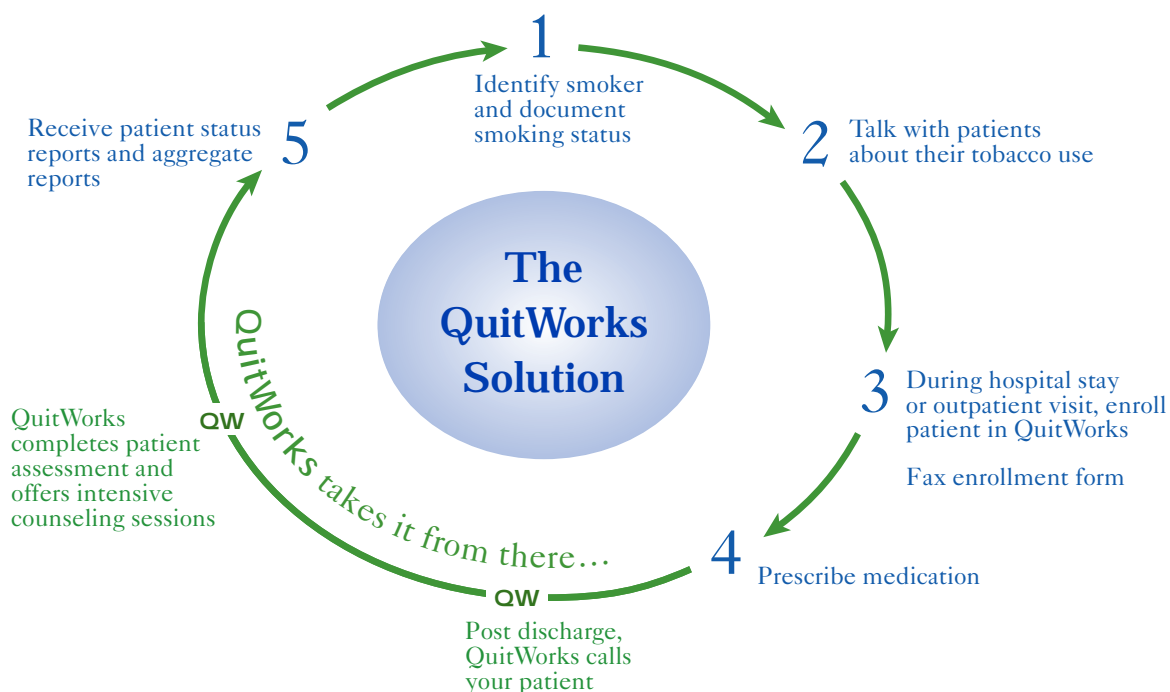 The
QuitWorks
Solution
1
Identify smoker
and document
smoking status
2
Talk with patients
about their tobacco use
3
During hospital stay
or outpatient visit, enroll
patient in QuitWorks
Fax enrollment form
4
Prescribe medication
QuitWorks takes it from there...
QW
Post discharge,
QuitWorks calls
your patient
QW
QuitWorks
completes patient
assessment and
offers intensive
counseling sessions
5
Receive patient status
reports and aggregate
reports